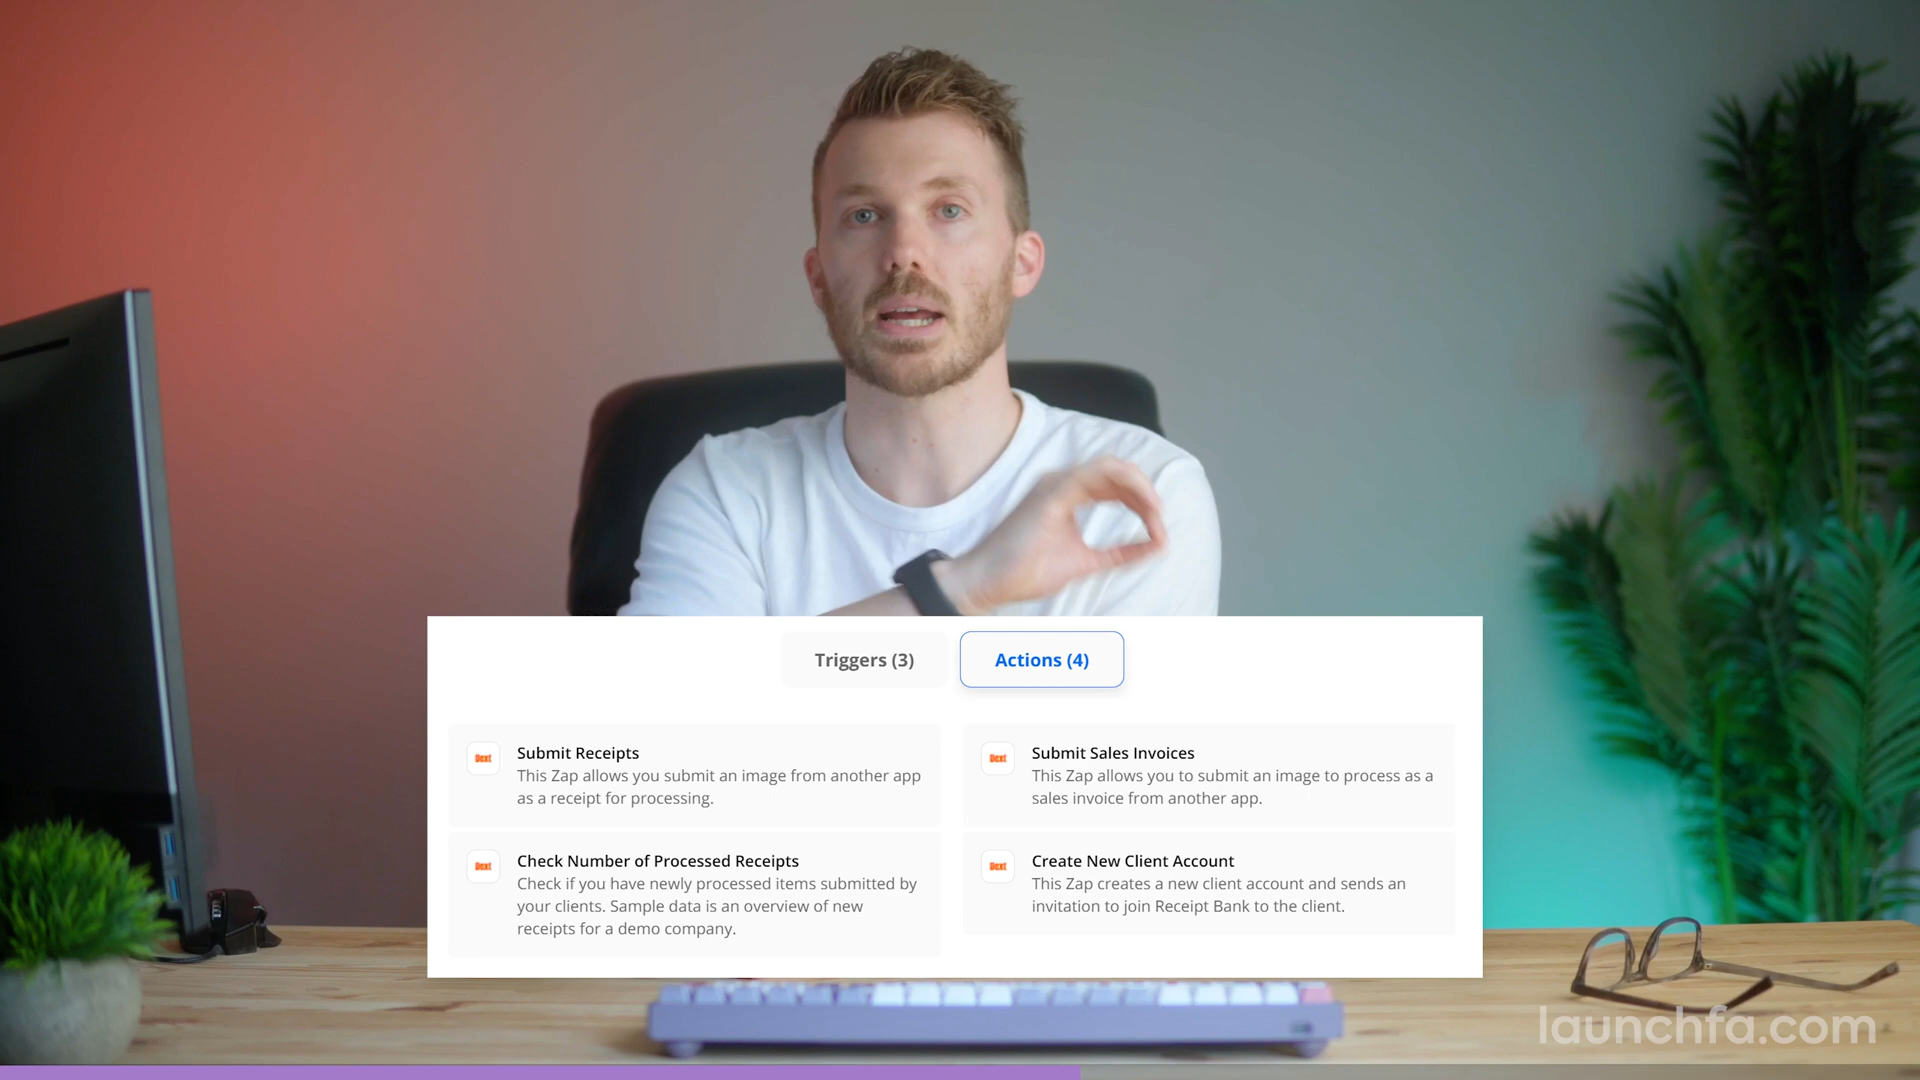 Triggers (3)
Actions (4)
Dext
Submit Receipts
This Zap allows you submit an image from another app
as a receipt for processing.
Dext
Submit Sales Invoices
This Zap allows you to submit an image to process as a
sales invoice from another app.
Dext
Check Number of Processed Receipts
Check if you have newly processed items submitted by
your clients. Sample data is an overview of new
receipts for a demo company.
Dext
Create New Client Account
This Zap creates a new client account and sends an
invitation to join Receipt Bank to the client.
launchfa.com